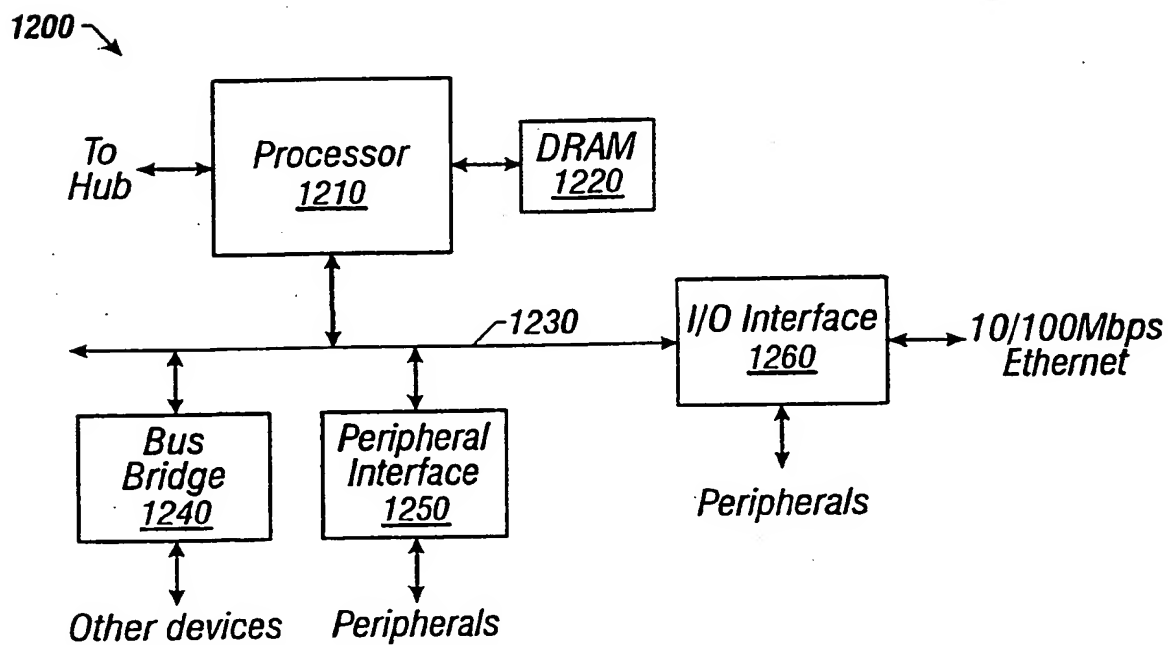 1200
To
Hub
Processor
1210
DRAM
1220
1230
I/O Interface
1260
10/100Mbps
Ethernet
Bus
Bridge
1240
Peripheral
Interface
1250
Peripherals
Other devices
Peripherals